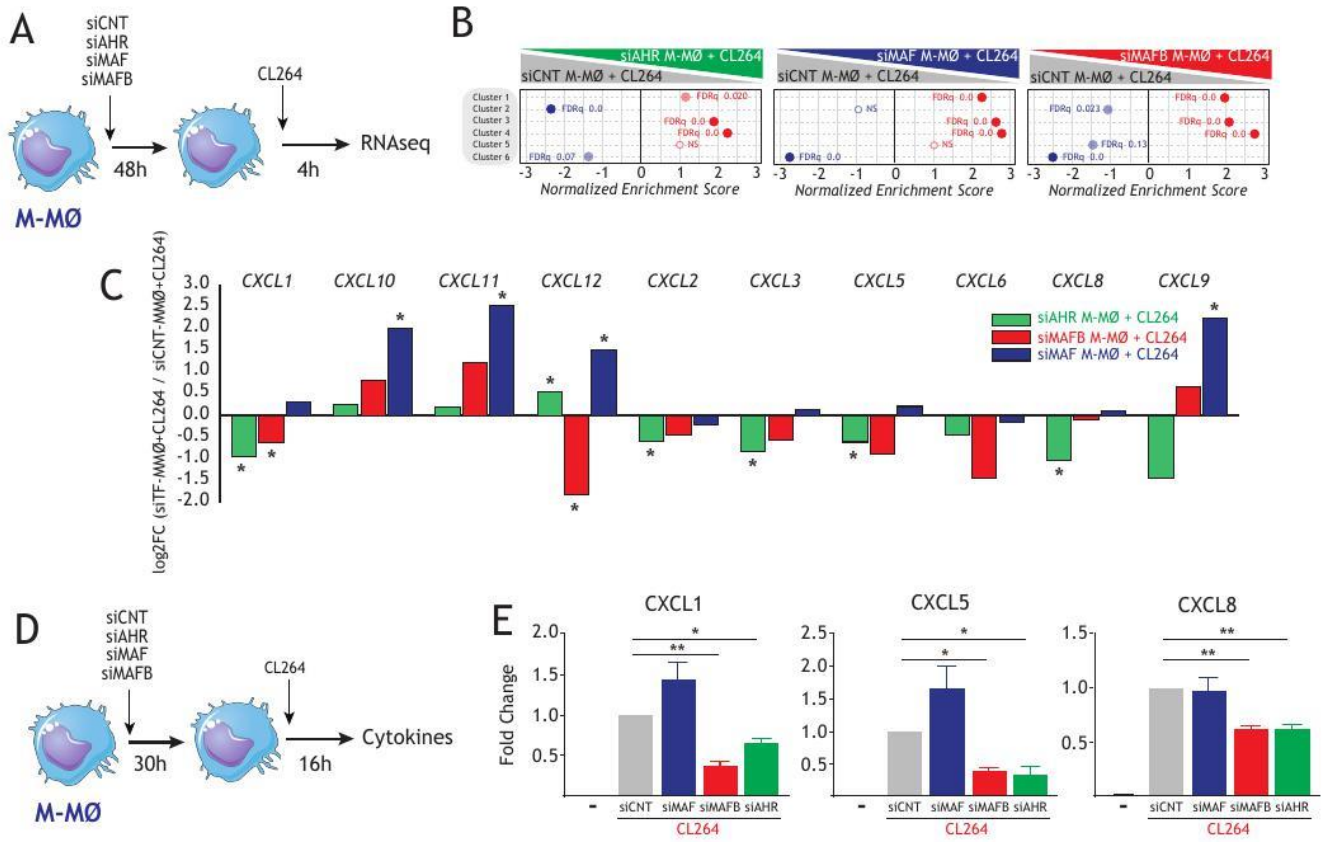 A
siCNT
siAHR
siMAF
siMAFB
CL264
RNAseq
48h
4h
M-MØ
B
siAHR M-MØ + CL264
siCNT M-MØ + CL264
siMAF M-MØ + CL264
siCNT M-MØ + CL264
siMAFB M-MØ + CL264
siCNT M-MØ + CL264
Cluster 1
Cluster 2
Cluster 3
Cluster 4
Cluster 5
Cluster 6
FDRq 0.020
FDRq 0.0
FDRq 0.0
FDRq 0.0
NS
FDRq 0.07
-3 -2 -1 0 1 2 3
Normalized Enrichment Score
FDRq 0.0
NS
FDRq 0.0
FDRq 0.0
NS
FDRq 0.0
-3 -2 -1 0 1 2 3
Normalized Enrichment Score
FDRq 0.0
FDRq 0.023
FDRq 0.0
FDRq 0.0
FDRq 0.13
FDRq 0.0
-3 -2 -1 0 1 2 3
Normalized Enrichment Score
C
log2FC (siTF-MMØ+CL264 / siCNT-MMØ+CL264)
3.0
2.5
2.0
1.5
1.0
0.5
0.0
-0.5
-1.0
-1.5
-2.0
CXCL1 CXCL10 CXCL11 CXCL12 CXCL2 CXCL3 CXCL5 CXCL6 CXCL8 CXCL9
* * * * * * * * * * *
siAHR M-MØ + CL264
siMAFB M-MØ + CL264
siMAF M-MØ + CL264
D
siCNT
siAHR
siMAF
siMAFB
CL264
Cytokines
30h
16h
M-MØ
E
Fold Change
CXCL1
2.0
1.5
1.0
0.5
*
**
- siCNT siMAF siMAFB siAHR
CL264
CXCL5
2.5
2.0
1.5
1.0
0.5
*
*
- siCNT siMAF siMAFB siAHR
CL264
CXCL8
1.5
1.0
0.5
**
**
- siCNT siMAF siMAFB siAHR
CL264